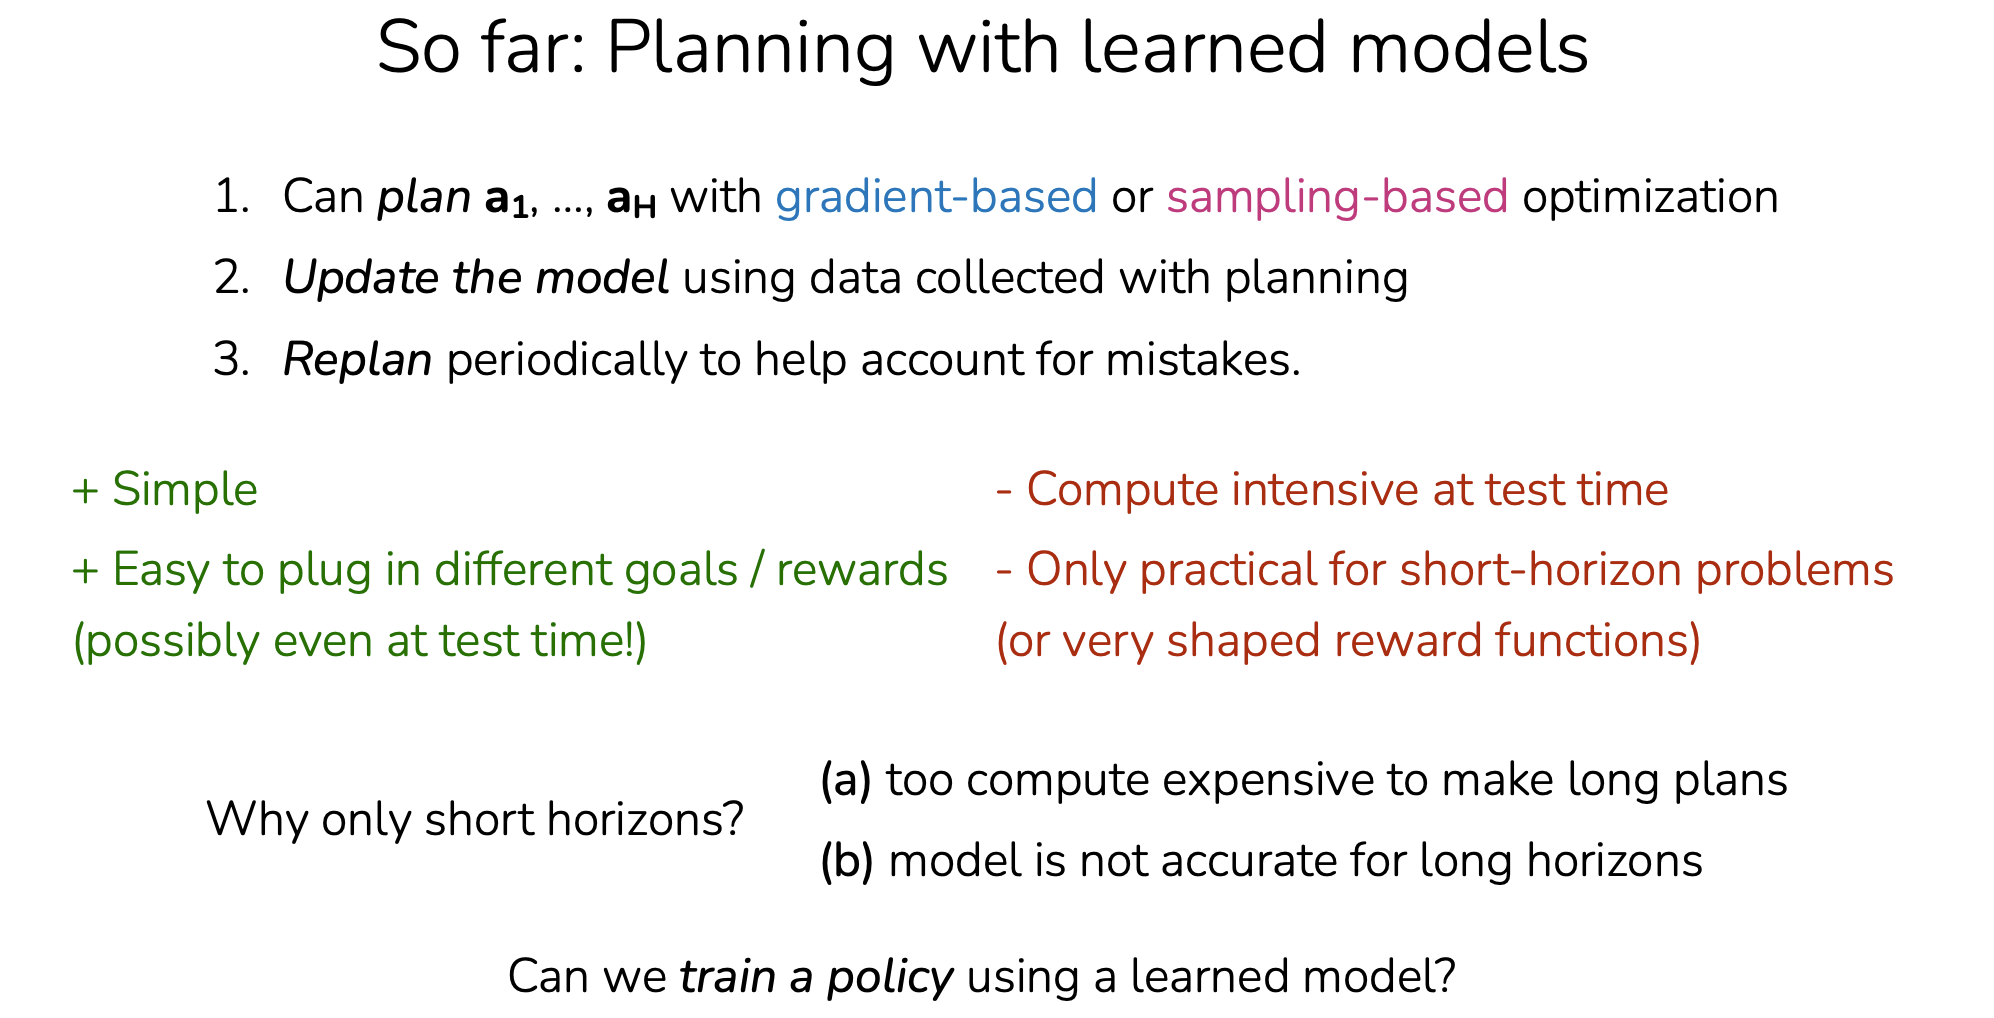 So far: Planning with learned models
1. Can plan a₁, ..., a_H with gradient-based or sampling-based optimization
2. Update the model using data collected with planning
3. Replan periodically to help account for mistakes.
+ Simple
+ Easy to plug in different goals / rewards
(possibly even at test time!)
- Compute intensive at test time
- Only practical for short-horizon problems
(or very shaped reward functions)
Why only short horizons?
(a) too compute expensive to make long plans
(b) model is not accurate for long horizons
Can we train a policy using a learned model?